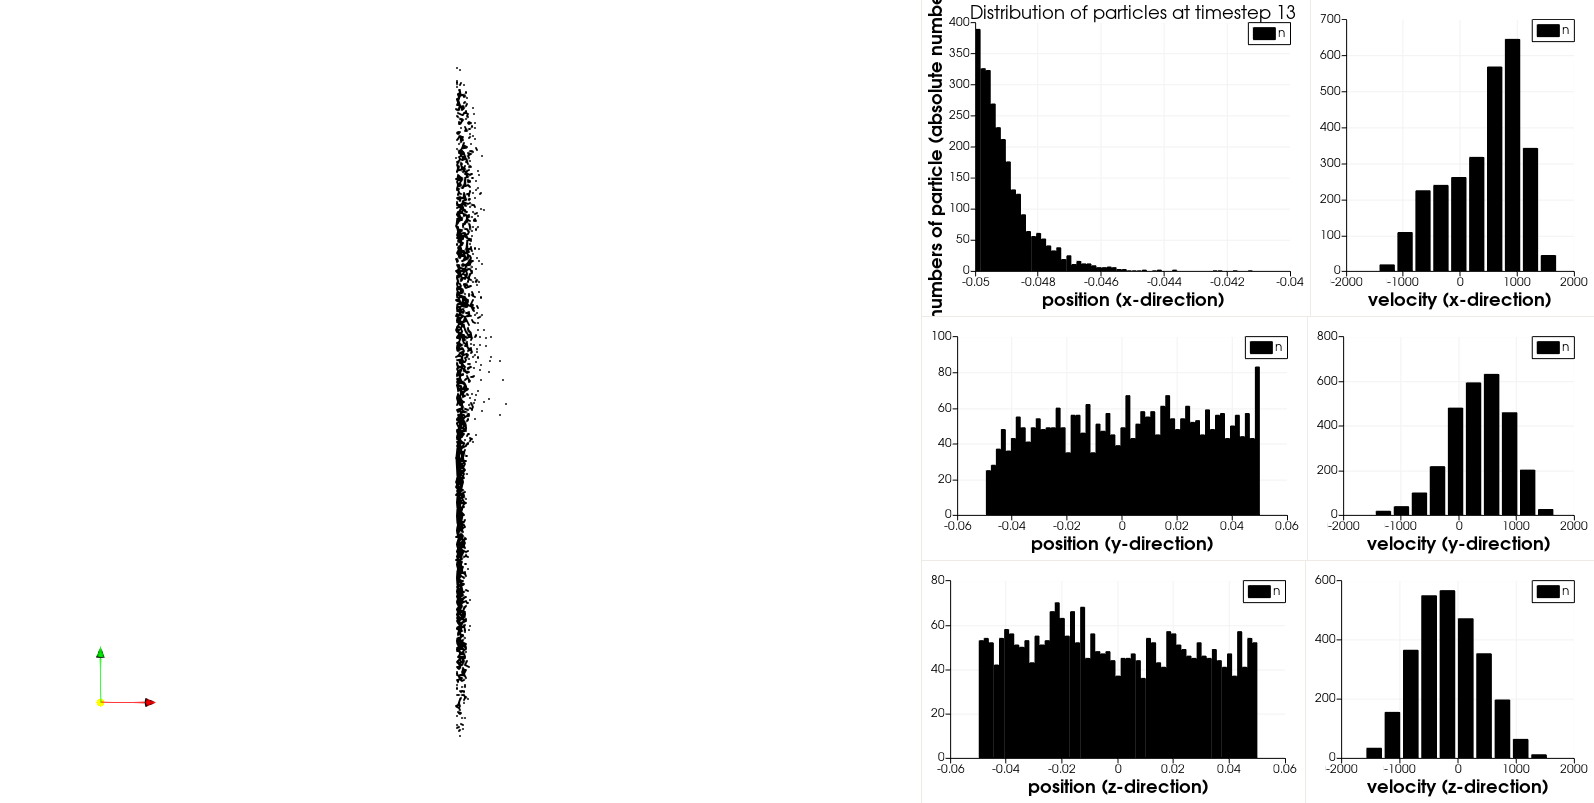 Distribution of particles at timestep 13
numbers of particle (absolute numbe
400
350
300
250
200
150
100
50
0
-0.05 -0.048 -0.046 -0.044 -0.042 -0.04
position (x-direction)
n
700
600
500
400
300
200
100
0
-2000 -1000 0 1000 2000
velocity (x-direction)
n
100
80
60
40
20
0
-0.06 -0.04 -0.02 0 0.02 0.04 0.06
position (y-direction)
n
800
600
400
200
0
-2000 -1000 0 1000 2000
velocity (y-direction)
n
80
60
40
20
0
-0.06 -0.04 -0.02 0 0.02 0.04 0.06
position (z-direction)
n
600
400
200
0
-2000 -1000 0 1000 2000
velocity (z-direction)
n